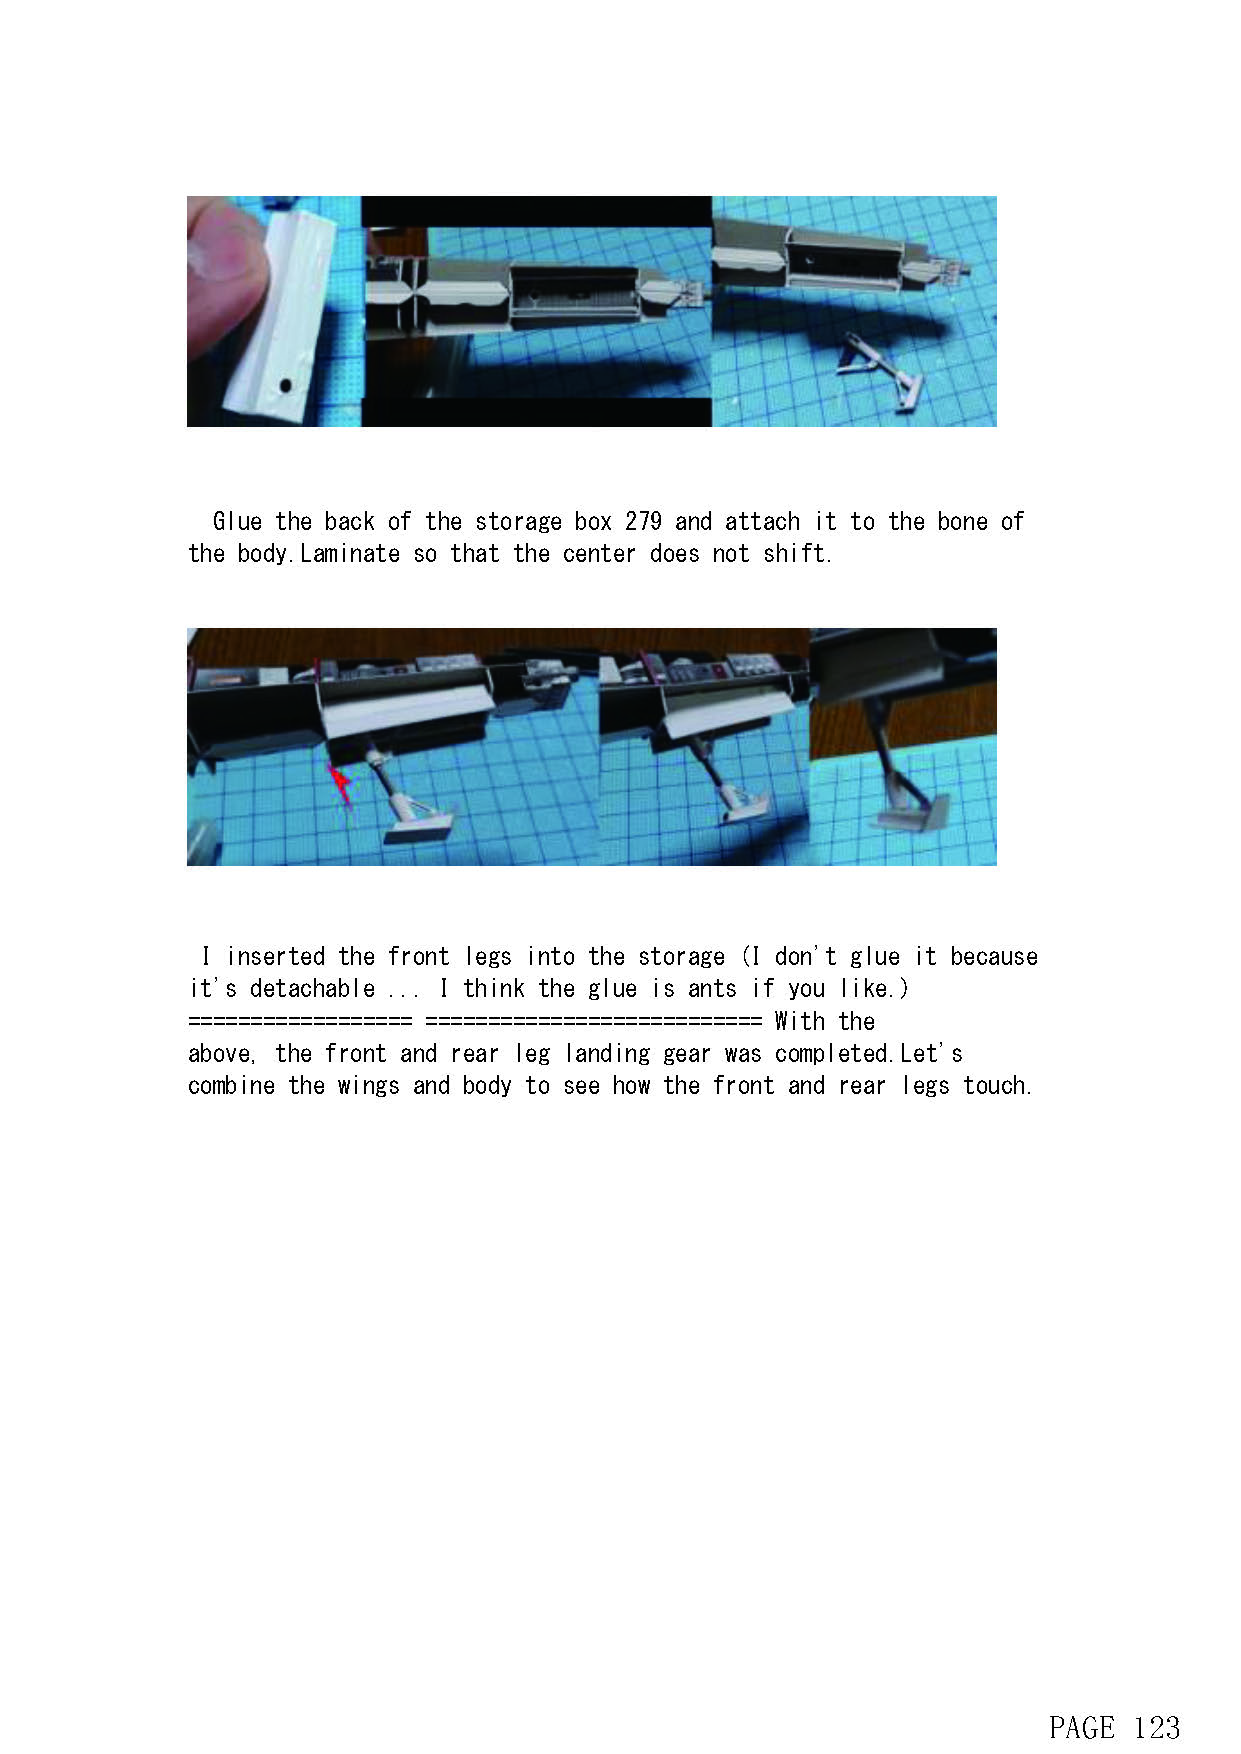 Glue the back of the storage box 279 and attach it to the bone of
the body.Laminate so that the center does not shift.
I inserted the front legs into the storage (I don't glue it because
it's detachable ... I think the glue is ants if you like.)
================== =========================== With the
above, the front and rear leg landing gear was completed.Let's
combine the wings and body to see how the front and rear legs touch.
PAGE 123